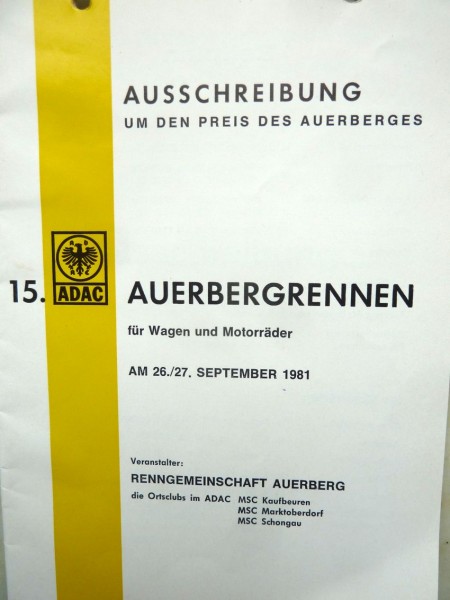 AUSSCHREIBUNG
UM DEN PREIS DES AUERBERGES
ADAC
15. ADAC AUERBERGRENNEN
für Wagen und Motorräder
AM 26./27. SEPTEMBER 1981
Veranstalter:
RENNGEMEINSCHAFT AUERBERG
die Ortsclubs im ADAC MSC Kaufbeuren
MSC Marktoberdorf
MSC Schongau